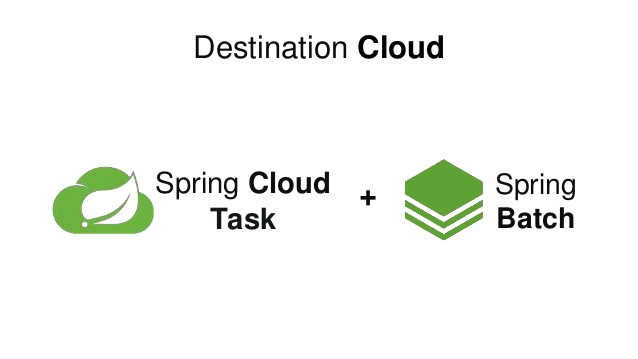 Destination Cloud
Spring Cloud
Task
+
Spring
Batch